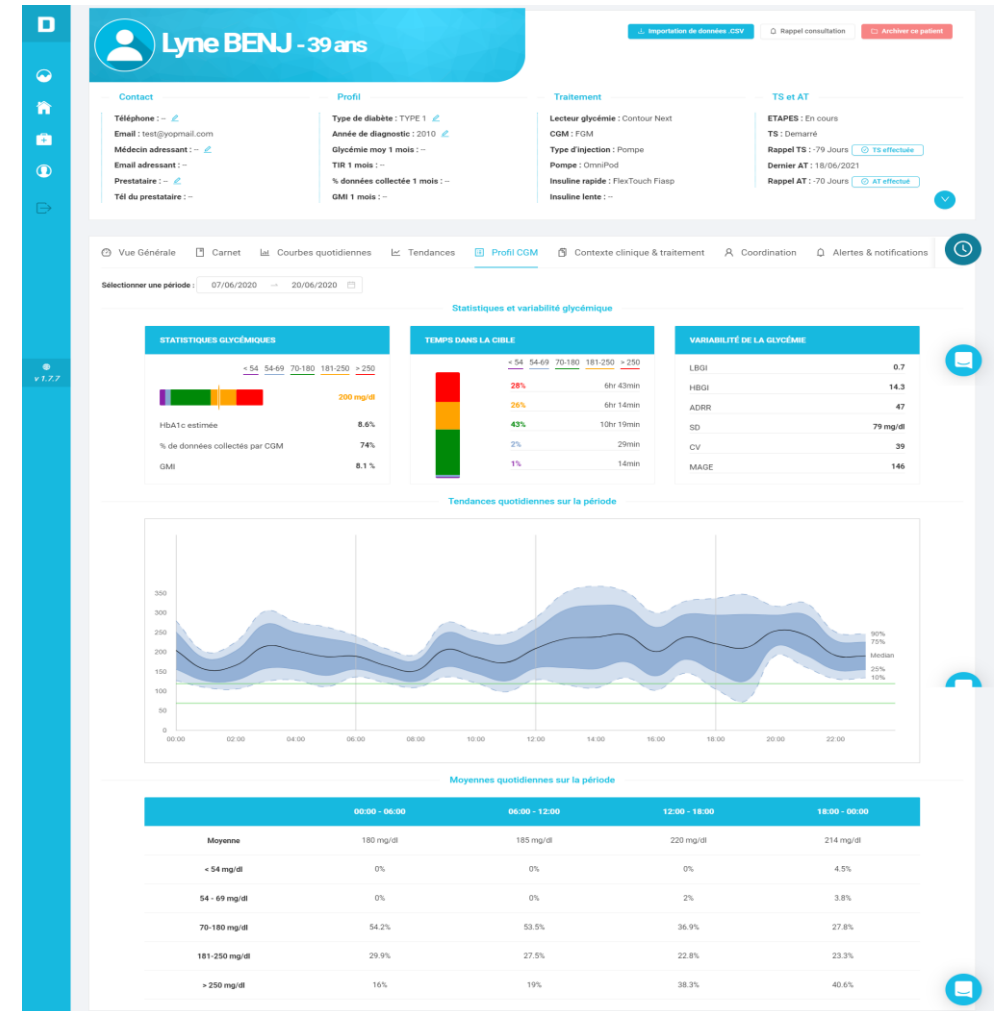 D
Lyne BENJ - 39 ans
Importation de données .CSV
Rappel consultation
Archiver ce patient
Contact
Téléphone : --
Email : test@yopmail.com
Médecin adressant : --
Email adressant : --
Prestataire : --
Tél du prestataire : --
Profil
Type de diabète : TYPE 1
Année de diagnostic : 2010
Glycémie moy 1 mois : --
TIR 1 mois : --
% données collectée 1 mois : --
GMI 1 mois : --
Traitement
Lecteur glycémie : Contour Next
CGM : FGM
Type d'injection : Pompe
Pompe : OmniPod
Insuline rapide : FlexTouch Fiasp
Insuline lente : --
TS et AT
ETAPES : En cours
TS : Demarré
Rappel TS : -79 Jours TS effectuée
Dernier AT : 18/06/2021
Rappel AT : -70 Jours AT effectué
Vue Générale Carnet Courbes quotidiennes Tendances Profil CGM Contexte clinique & traitement Coordination Alertes & notifications
Sélectionner une période : 07/06/2020 → 20/06/2020
v 1.7.7
Statistiques et variabilité glycémique
STATISTIQUES GLYCÉMIQUES
< 54 54-69 70-180 181-250 > 250
200 mg/dl
HbA1c estimée 8.6%
% de données collectés par CGM 74%
GMI 8.1 %
TEMPS DANS LA CIBLE
< 54 54-69 70-180 181-250 > 250
28% 6hr 43min
26% 6hr 14min
43% 10hr 19min
2% 29min
1% 14min
VARIABILITÉ DE LA GLYCÉMIE
LBGI 0.7
HBGI 14.3
ADRR 47
SD 79 mg/dl
CV 39
MAGE 146
Tendances quotidiennes sur la période
350
300
250
200
150
100
50
0
90%
75%
Median
25%
10%
00:00 02:00 04:00 06:00 08:00 10:00 12:00 14:00 16:00 18:00 20:00 22:00
Moyennes quotidiennes sur la période
00:00 - 06:00 06:00 - 12:00 12:00 - 18:00 18:00 - 00:00
Moyenne 180 mg/dl 185 mg/dl 220 mg/dl 214 mg/dl
< 54 mg/dl 0% 0% 0% 4.5%
54 - 69 mg/dl 0% 0% 2% 3.8%
70-180 mg/dl 54.2% 53.5% 36.9% 27.8%
181-250 mg/dl 29.9% 27.5% 22.8% 23.3%
> 250 mg/dl 16% 19% 38.3% 40.6%